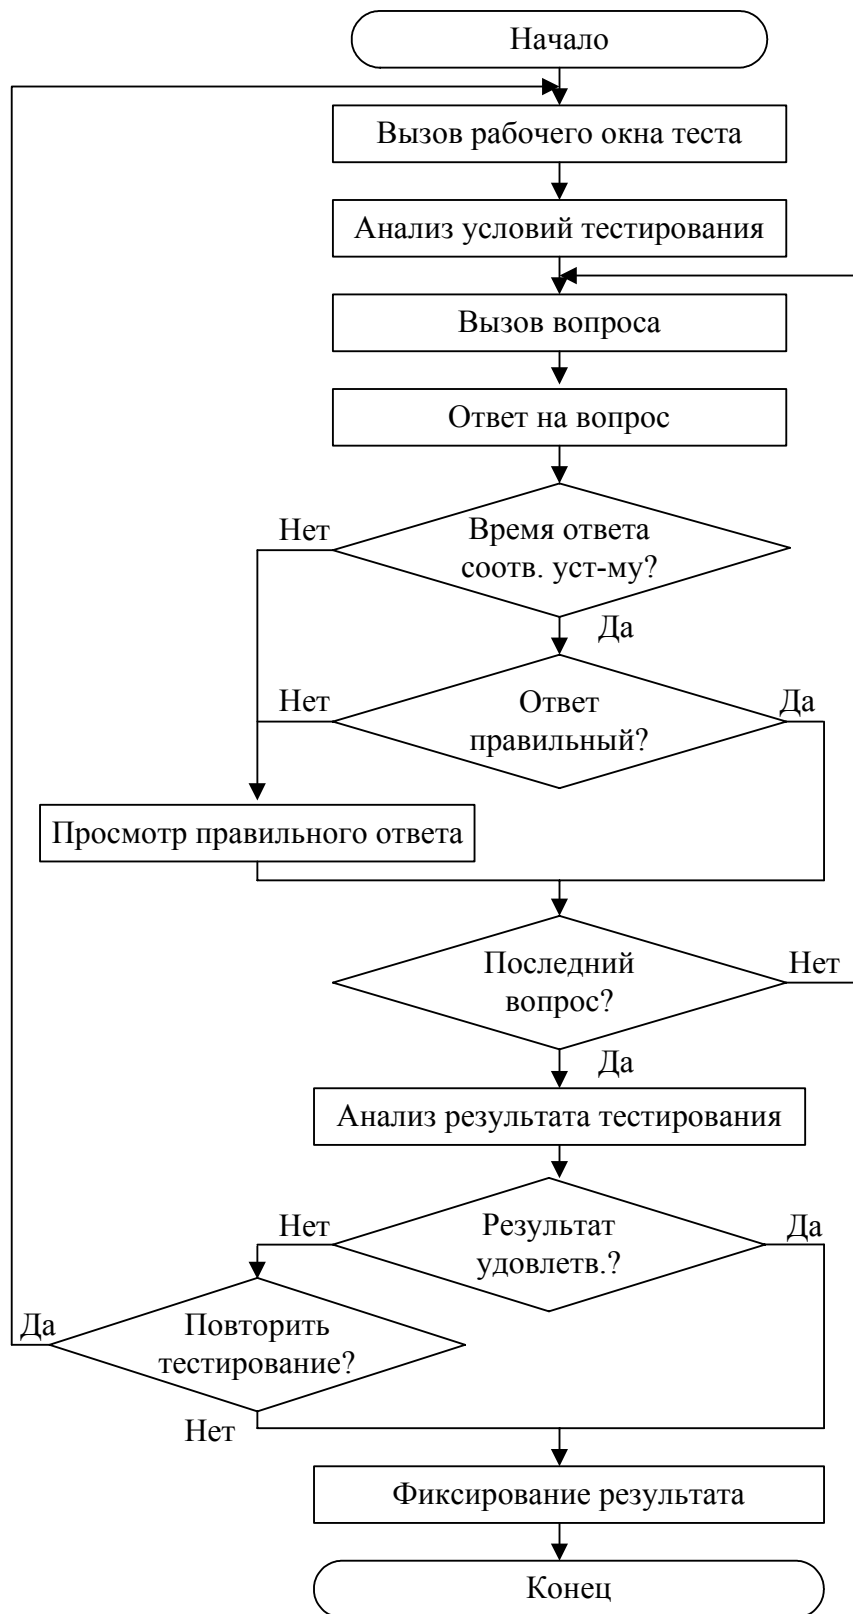 Начало
Вызов рабочего окна теста
Анализ условий тестирования
Вызов вопроса
Ответ на вопрос
Нет
Время ответа
соотв. уст-му?
Да
Нет
Ответ
правильный?
Да
Просмотр правильного ответа
Последний
вопрос?
Нет
Да
Анализ результата тестирования
Нет
Результат
удовлетв.?
Да
Да
Повторить
тестирование?
Нет
Фиксирование результата
Конец